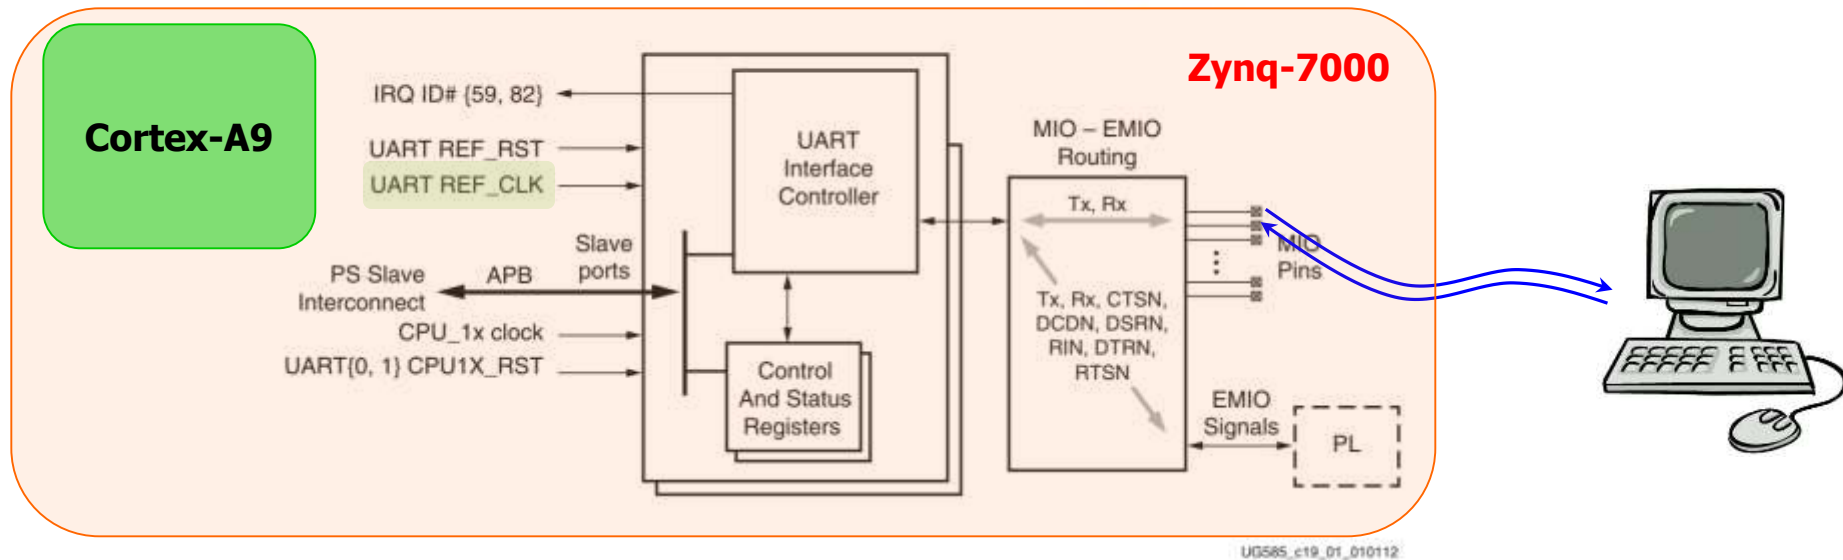 Zynq-7000
Cortex-A9
IRQ ID# {59, 82}
UART REF_RST
UART REF_CLK
Slave
ports
PS Slave
Interconnect
APB
CPU_1x clock
UART{0, 1} CPU1X_RST
UART
Interface
Controller
Control
And Status
Registers
MIO – EMIO
Routing
Tx, Rx
Tx, Rx, CTSN,
DCDN, DSRN,
RIN, DTRN,
RTSN
MIO
Pins
EMIO
Signals
PL
UG585_c19_01_010112